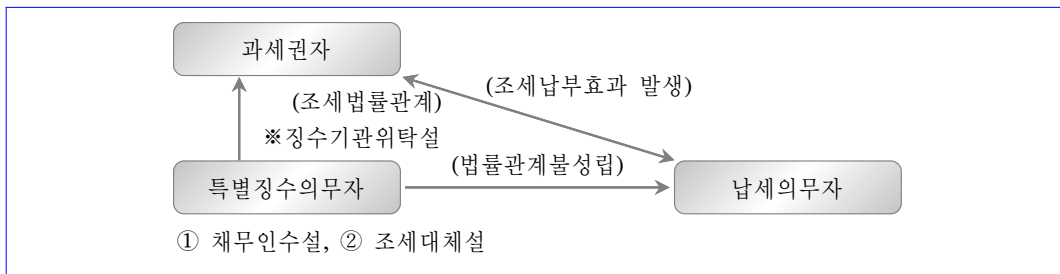 과세권자
(조세납부효과 발생)
(조세법률관계)
※징수기관위탁설
(법률관계불성립)
특별징수의무자
납세의무자
① 채무인수설, ② 조세대체설